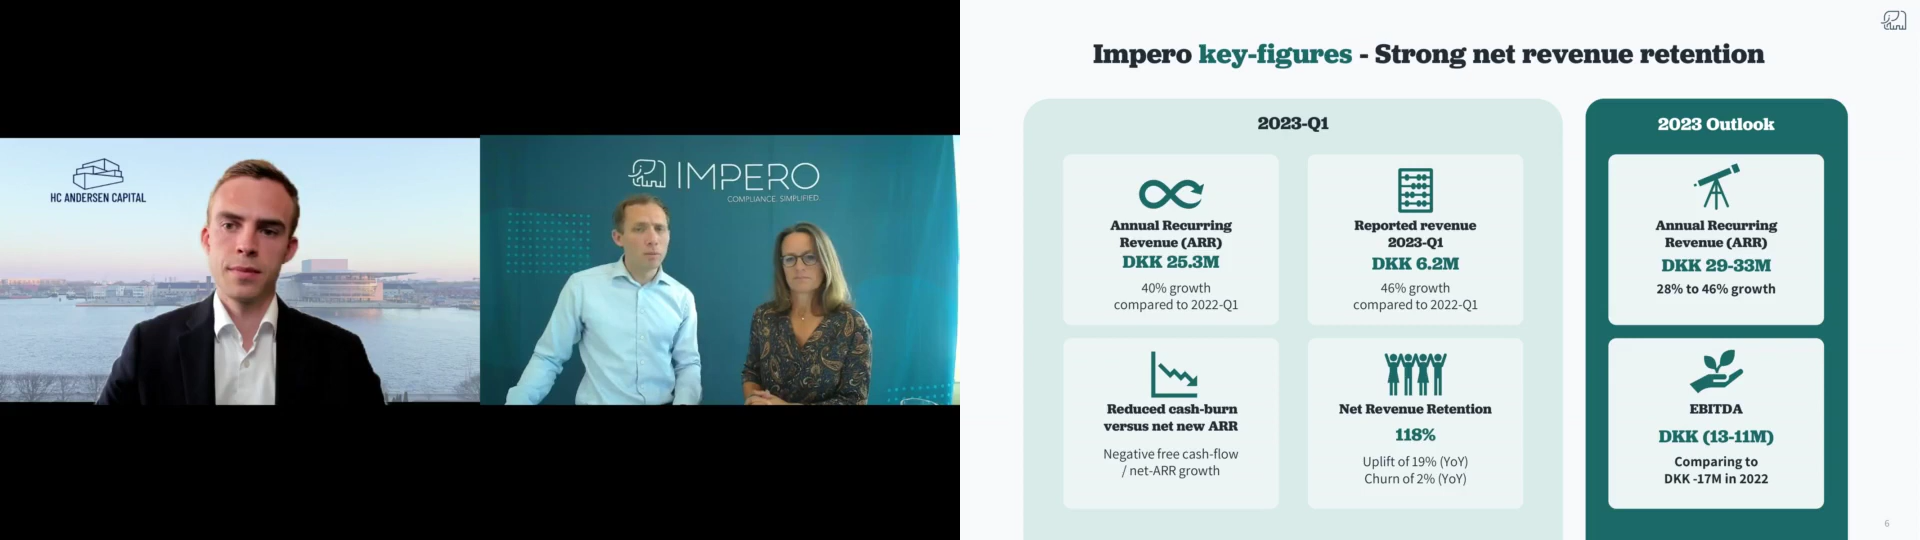 HC ANDERSEN CAPITAL
IMPERO
COMPLIANCE. SIMPLIFIED.
Impero key-figures - Strong net revenue retention
2023-Q1
Annual Recurring
Revenue (ARR)
DKK 25.3M
40% growth
compared to 2022-Q1
Reported revenue
2023-Q1
DKK 6.2M
46% growth
compared to 2022-Q1
Reduced cash-burn
versus net new ARR
Negative free cash-flow
/ net-ARR growth
Net Revenue Retention
118%
Uplift of 19% (YoY)
Churn of 2% (YoY)
2023 Outlook
Annual Recurring
Revenue (ARR)
DKK 29-33M
28% to 46% growth
EBITDA
DKK (13-11M)
Comparing to
DKK -17M in 2022
6